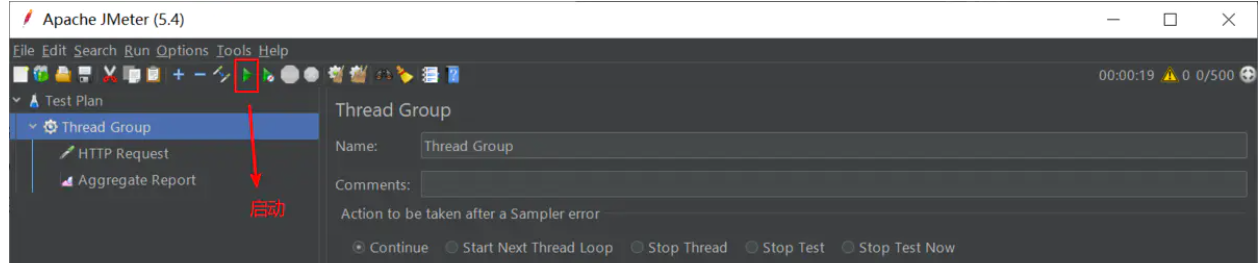 Apache JMeter (5.4)
File Edit Search Run Options Tools Help
00:00:19 0 0/500
Test Plan
Thread Group
HTTP Request
Aggregate Report
启动
Thread Group
Name: Thread Group
Comments:
Action to be taken after a Sampler error
Continue Start Next Thread Loop Stop Thread Stop Test Stop Test Now